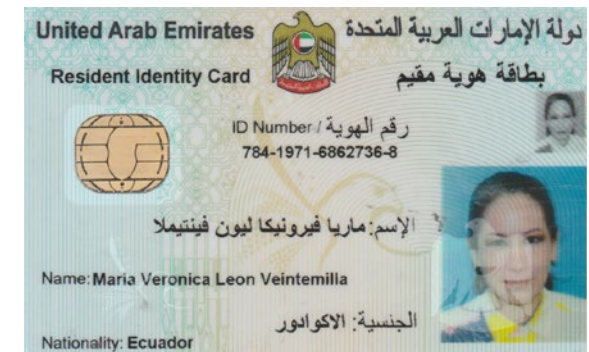 United Arab Emirates دولة الإمارات العربية المتحدة
Resident Identity Card بطاقة هوية مقيم
ID Number / رقم الهوية
784-1971-6862736-8
الإسم: ماريا فيرونيكا ليون فينتيملا
Name: Maria Veronica Leon Veintemilla
الجنسية: الاكوادور
Nationality: Ecuador